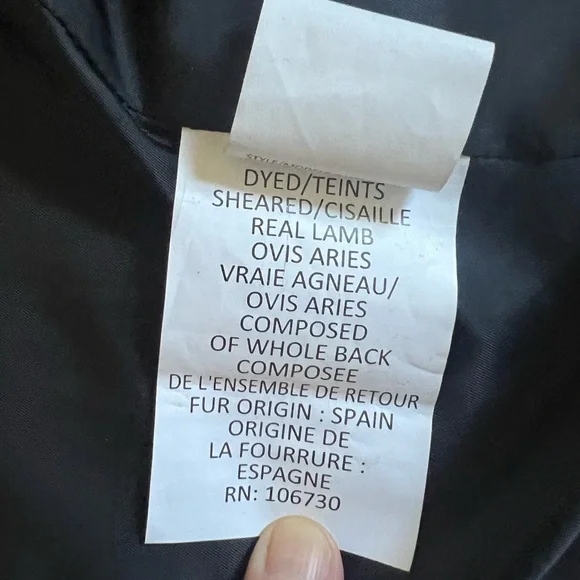 DYED/TEINTS
SHEARED/CISAILLE
REAL LAMB
OVIS ARIES
VRAIE AGNEAU/
OVIS ARIES
COMPOSED
OF WHOLE BACK
COMPOSEE
DE L'ENSEMBLE DE RETOUR
FUR ORIGIN : SPAIN
ORIGINE DE
LA FOURRURE :
ESPAGNE
RN: 106730